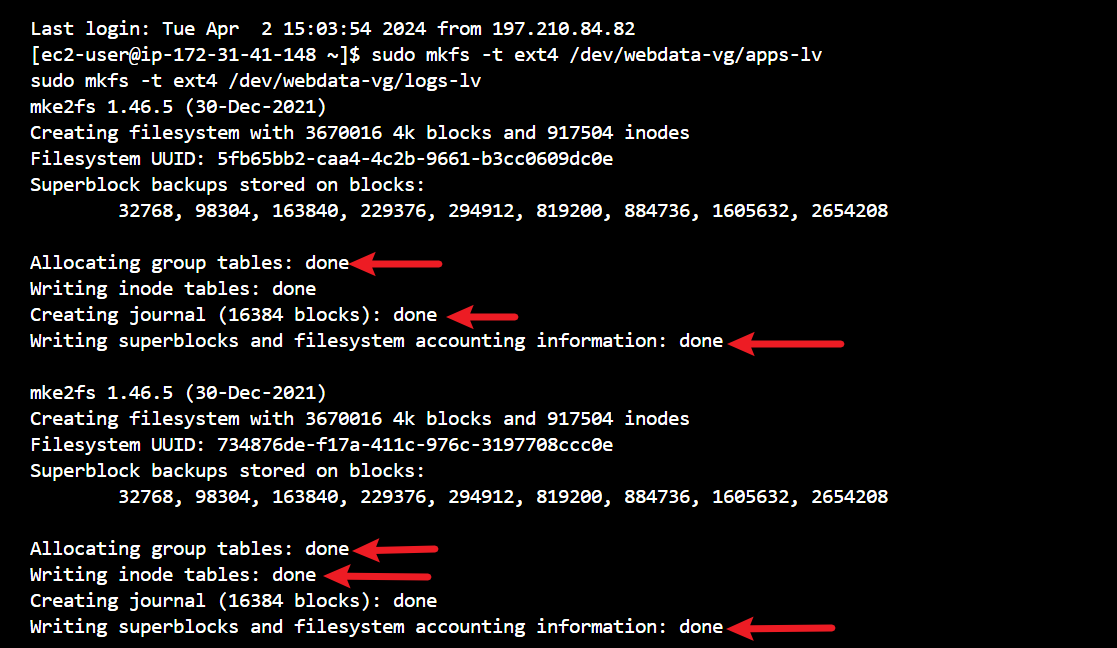 Last login: Tue Apr  2 15:03:54 2024 from 197.210.84.82
[ec2-user@ip-172-31-41-148 ~]$ sudo mkfs -t ext4 /dev/webdata-vg/apps-lv
sudo mkfs -t ext4 /dev/webdata-vg/logs-lv
mke2fs 1.46.5 (30-Dec-2021)
Creating filesystem with 3670016 4k blocks and 917504 inodes
Filesystem UUID: 5fb65bb2-caa4-4c2b-9661-b3cc0609dc0e
Superblock backups stored on blocks:
        32768, 98304, 163840, 229376, 294912, 819200, 884736, 1605632, 2654208
Allocating group tables: done
Writing inode tables: done
Creating journal (16384 blocks): done
Writing superblocks and filesystem accounting information: done
mke2fs 1.46.5 (30-Dec-2021)
Creating filesystem with 3670016 4k blocks and 917504 inodes
Filesystem UUID: 734876de-f17a-411c-976c-3197708ccc0e
Superblock backups stored on blocks:
        32768, 98304, 163840, 229376, 294912, 819200, 884736, 1605632, 2654208
Allocating group tables: done
Writing inode tables: done
Creating journal (16384 blocks): done
Writing superblocks and filesystem accounting information: done